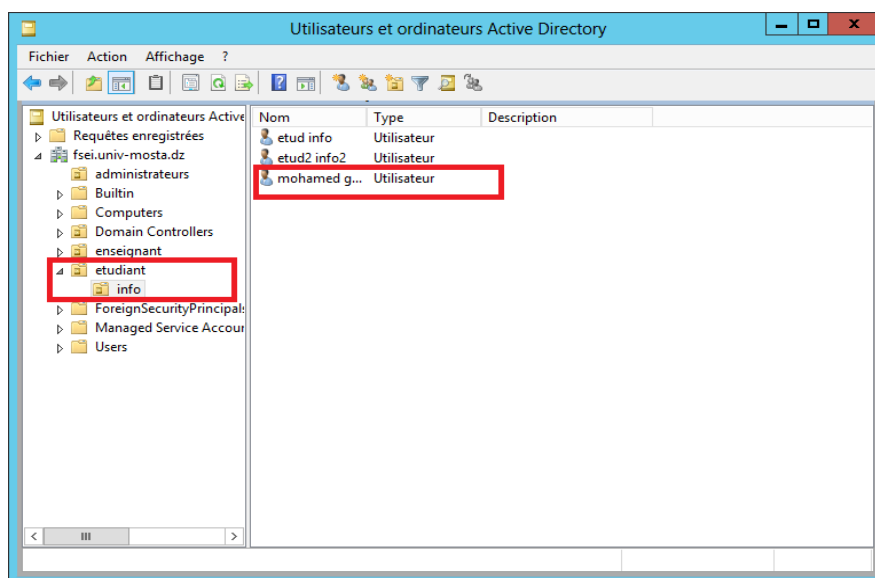 Utilisateurs et ordinateurs Active Directory
Fichier Action Affichage ?
Utilisateurs et ordinateurs Active
Requêtes enregistrées
fsei.univ-mosta.dz
administrateurs
Builtin
Computers
Domain Controllers
enseignant
etudiant
info
ForeignSecurityPrincipals
Managed Service Accour
Users
Nom Type Description
etud info Utilisateur
etud2 info2 Utilisateur
mohamed g... Utilisateur